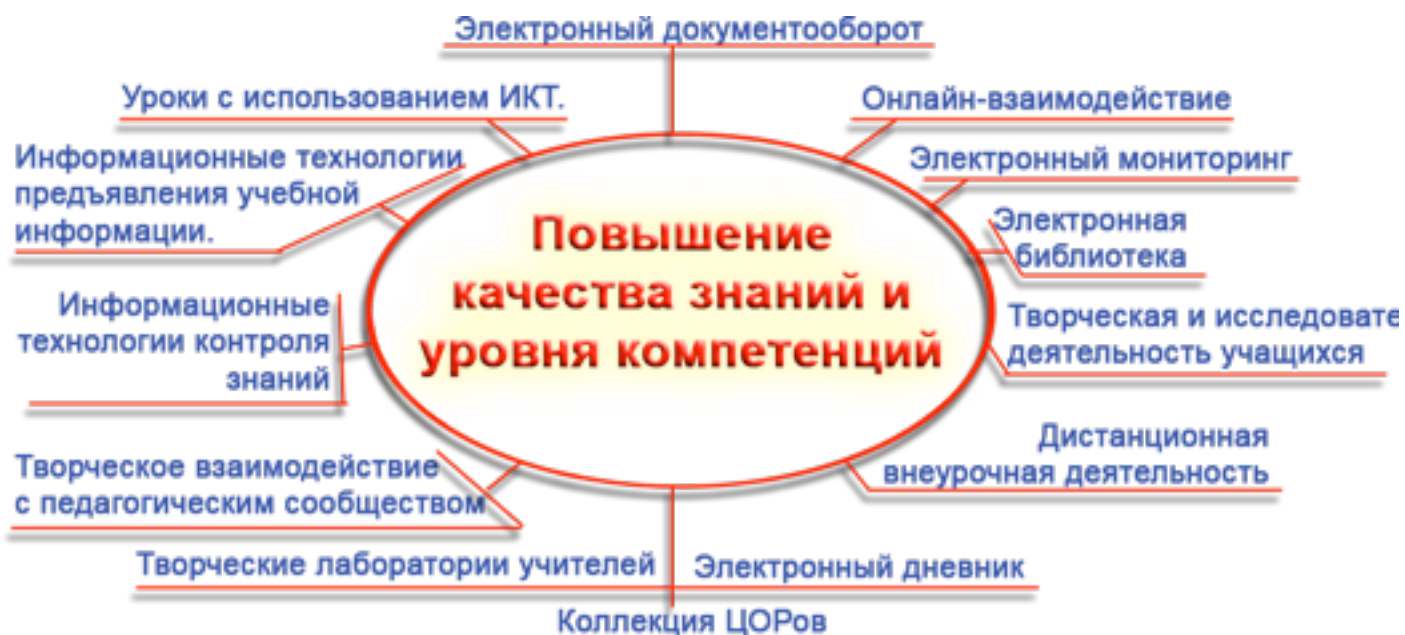 Электронный документооборот
Уроки с использованием ИКТ.
Онлайн-взаимодействие
Информационные технологии
предъявления учебной
информации.
Электронный мониторинг
Электронная
библиотека
Повышение
качества знаний и
уровня компетенций
Информационные
технологии контроля
знаний
Творческая и исследовате
деятельность учащихся
Творческое взаимодействие
с педагогическим сообществом
Дистанционная
внеурочная деятельность
Творческие лаборатории учителей
Электронный дневник
Коллекция ЦОРов